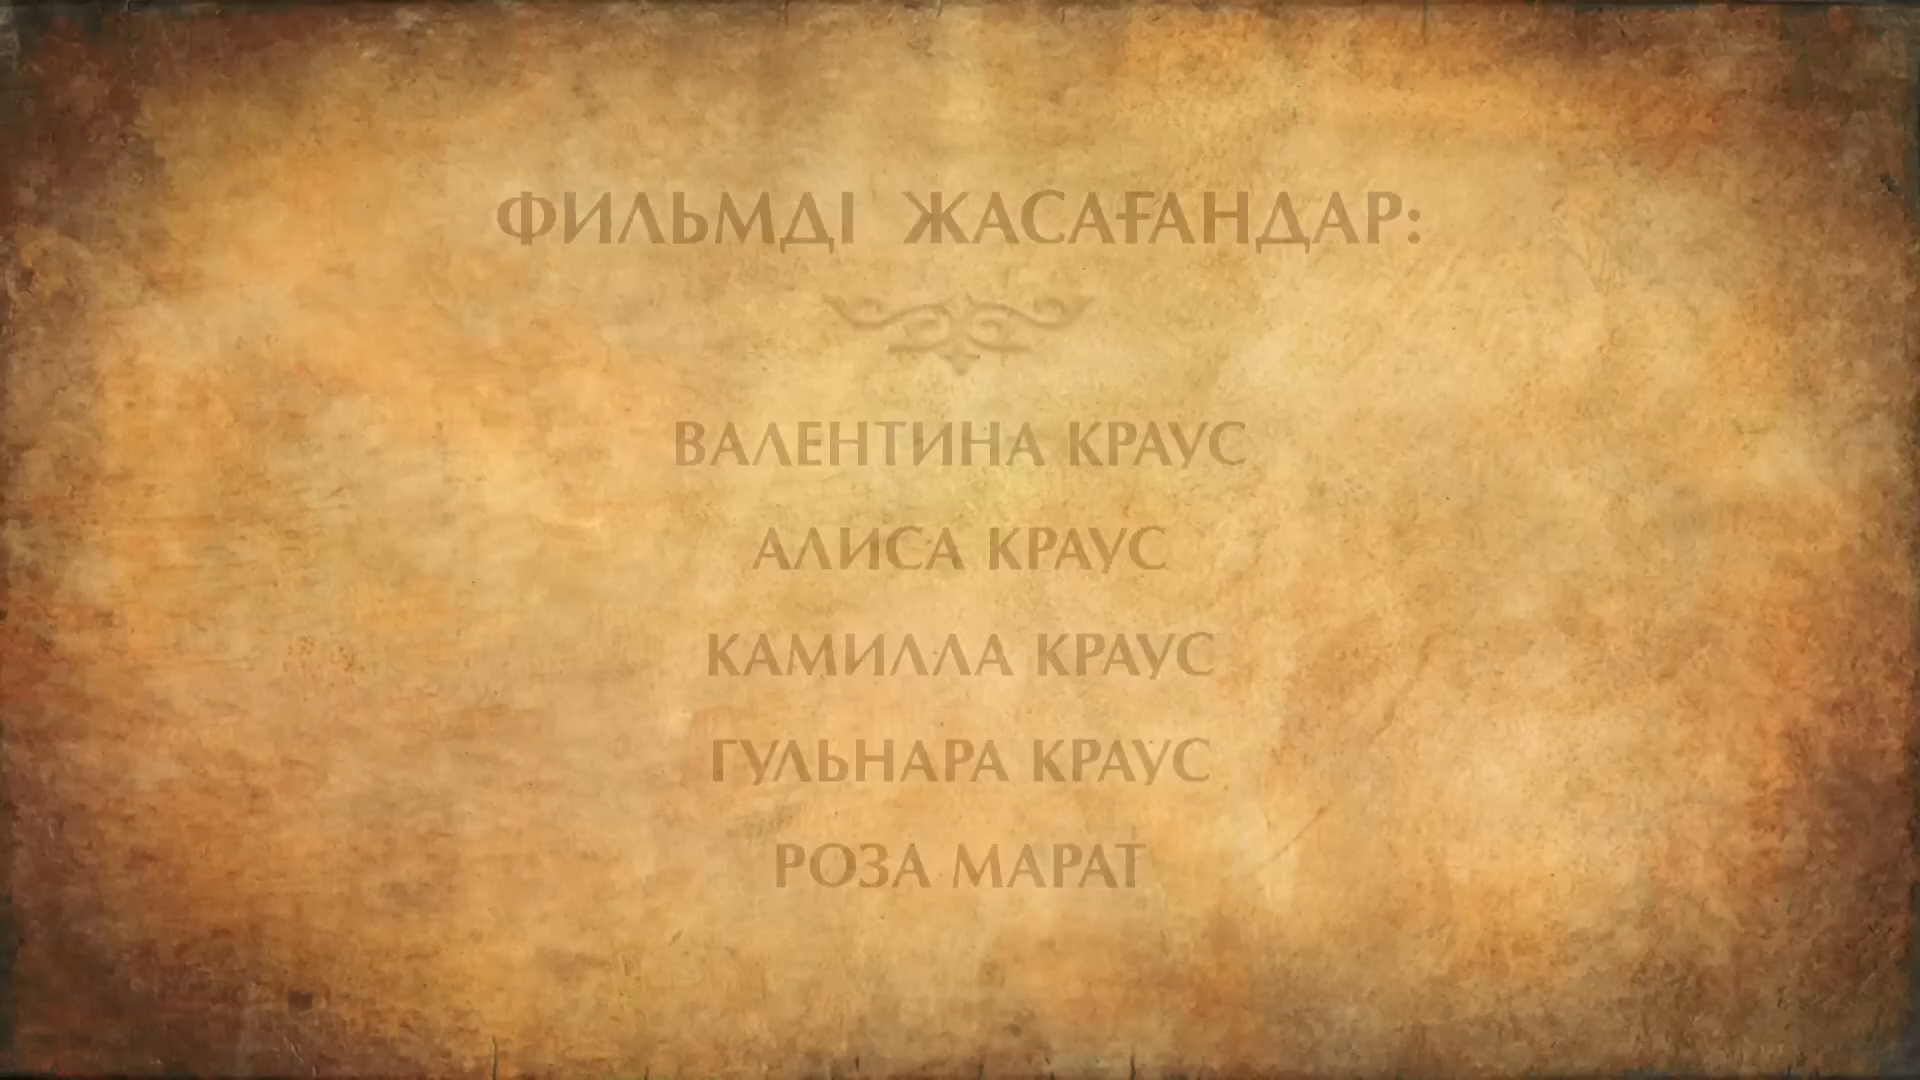 ФИЛЬМДІ ЖАСАҒАНДАР:
ВАЛЕНТИНА КРАУС
АЛИСА КРАУС
КАМИЛЛА КРАУС
ГУЛЬНАРА КРАУС
РОЗА МАРАТ